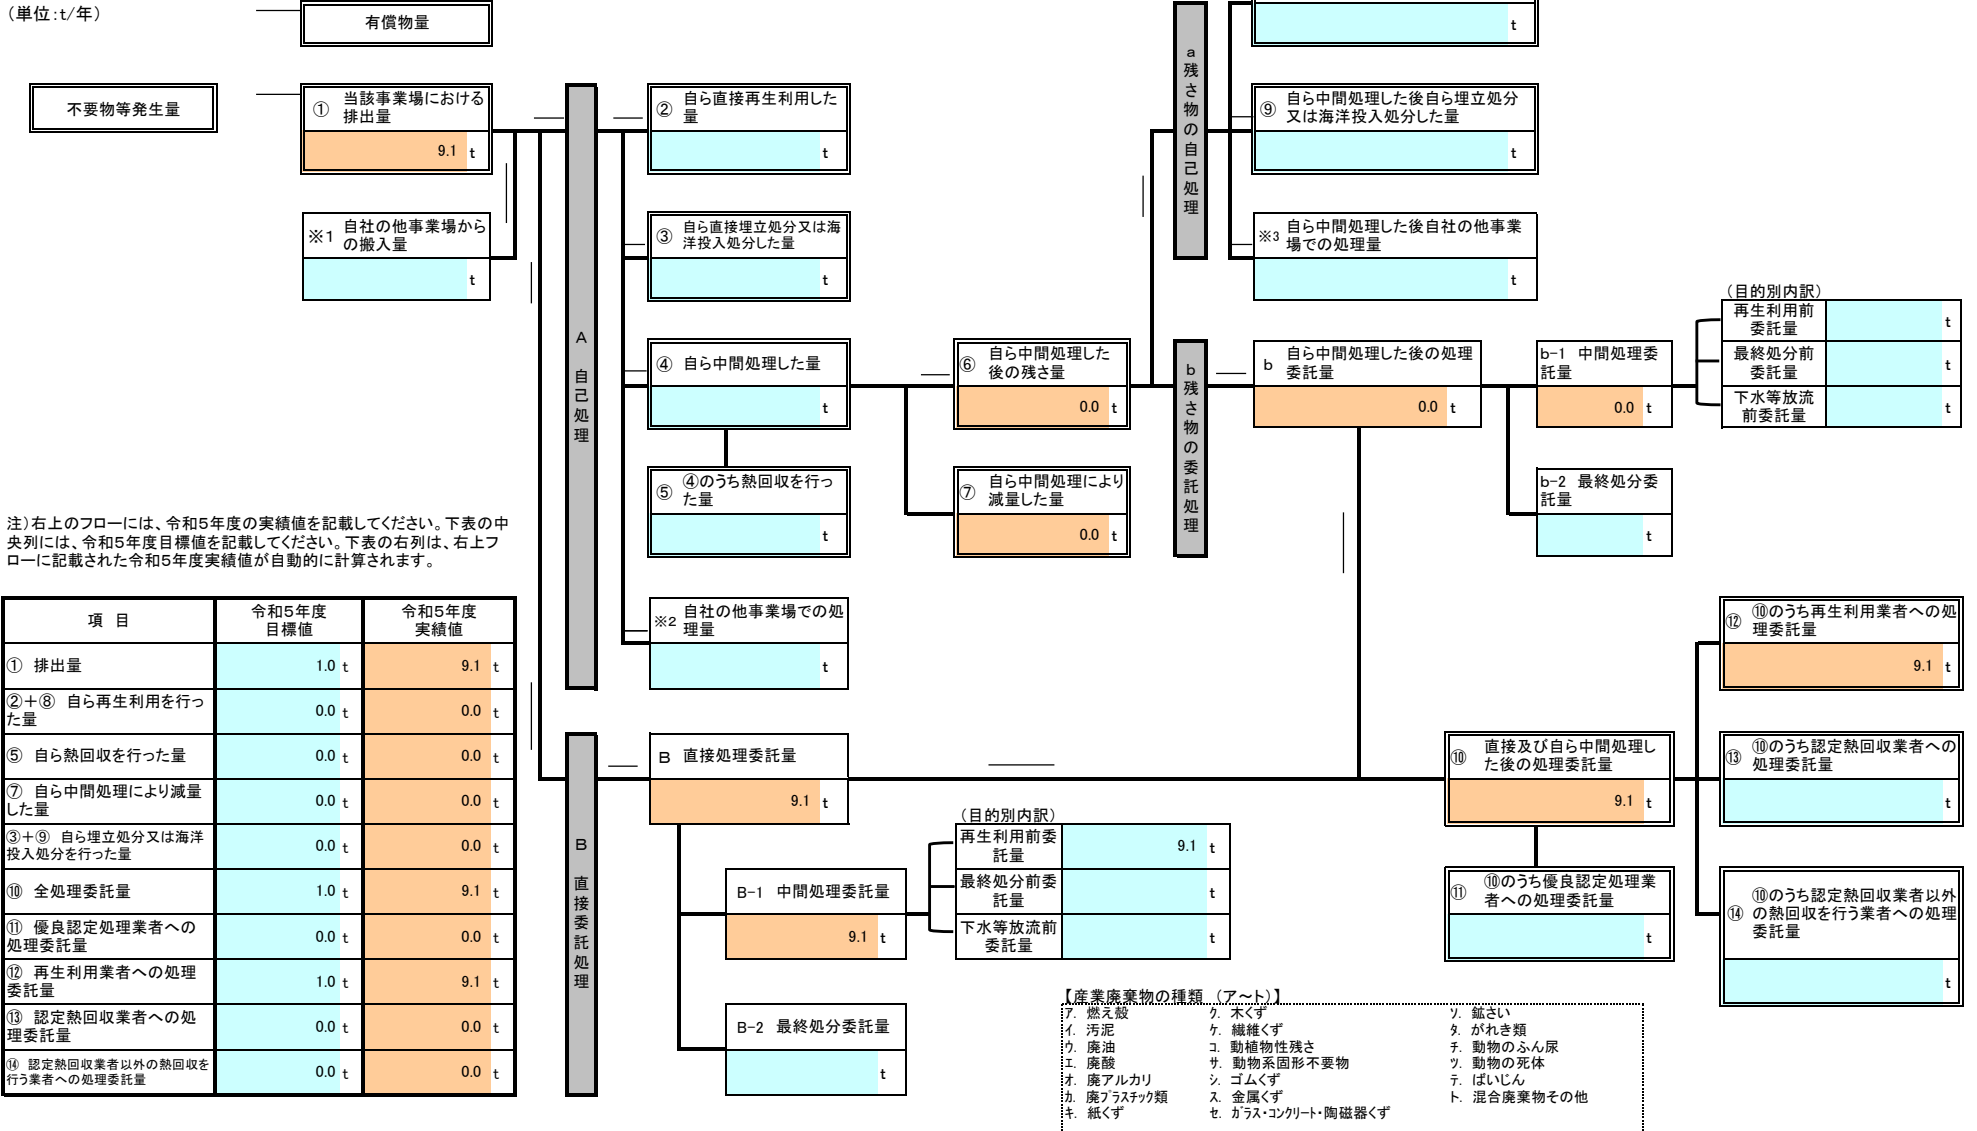 （単位：t/年）
有償物量
t
不要物等発生量
① 当該事業場における
排出量
9.1 t
※1 自社の他事業場から
の搬入量
t
A 自己処理
② 自ら直接再生利用した
量
t
③ 自ら直接埋立処分又は海
洋投入処分した量
t
④ 自ら中間処理した量
t
⑤ ④のうち熱回収を行っ
た量
t
※2 自社の他事業場での処
理量
t
⑥ 自ら中間処理した
後の残さ量
0.0 t
⑦ 自ら中間処理により
減量した量
0.0 t
a 残さ物の自己処理
⑨ 自ら中間処理した後自ら埋立処分
又は海洋投入処分した量
t
※3 自ら中間処理した後自社の他事業
場での処理量
t
b 残さ物の委託処理
b 自ら中間処理した後の処理
委託量
0.0 t
b-1 中間処理委
託量
0.0 t
b-2 最終処分委
託量
t
（目的別内訳）
再生利用前
委託量
t
最終処分前
委託量
t
下水等放流
前委託量
t
注）右上のフローには、令和5年度の実績値を記載してください。下表の中
央列には、令和5年度目標値を記載してください。下表の右列は、右上フ
ローに記載された令和5年度実績値が自動的に計算されます。
項 目
令和5年度
目標値
令和5年度
実績値
① 排出量 1.0 t 9.1 t
②＋⑧ 自ら再生利用を行っ
た量
0.0 t 0.0 t
⑤ 自ら熱回収を行った量 0.0 t 0.0 t
⑦ 自ら中間処理により減量
した量
0.0 t 0.0 t
③＋⑨ 自ら埋立処分又は海洋
投入処分を行った量
0.0 t 0.0 t
⑩ 全処理委託量 1.0 t 9.1 t
⑪ 優良認定処理業者への
処理委託量
0.0 t 0.0 t
⑫ 再生利用業者への処理
委託量
1.0 t 9.1 t
⑬ 認定熱回収業者への処
理委託量
0.0 t 0.0 t
⑭ 認定熱回収業者以外の熱回収を
行う業者への処理委託量
0.0 t 0.0 t
B 直接委託処理
B 直接処理委託量
9.1 t
B-1 中間処理委託量
9.1 t
B-2 最終処分委託量
t
（目的別内訳）
再生利用前委
託量
9.1 t
最終処分前委
託量
t
下水等放流前
委託量
t
⑩ 直接及び自ら中間処理し
た後の処理委託量
9.1 t
⑪ ⑩のうち優良認定処理業
者への処理委託量
t
⑫ ⑩のうち再生利用業者への処
理委託量
9.1 t
⑬ ⑩のうち認定熱回収業者への
処理委託量
t
⑭ ⑩のうち認定熱回収業者以外
の熱回収を行う業者への処理
委託量
t
【産業廃棄物の種類 （ア～ト）】
ア. 燃え殻 ク. 木くず ソ. 鉱さい
イ. 汚泥 ケ. 繊維くず タ. がれき類
ウ. 廃油 コ. 動植物性残さ チ. 動物のふん尿
エ. 廃酸 サ. 動物系固形不要物 ツ. 動物の死体
オ. 廃アルカリ シ. ゴムくず テ. ばいじん
カ. 廃プラスチック類 ス. 金属くず ト. 混合廃棄物その他
キ. 紙くず セ. ガラス・コンクリート・陶磁器くず